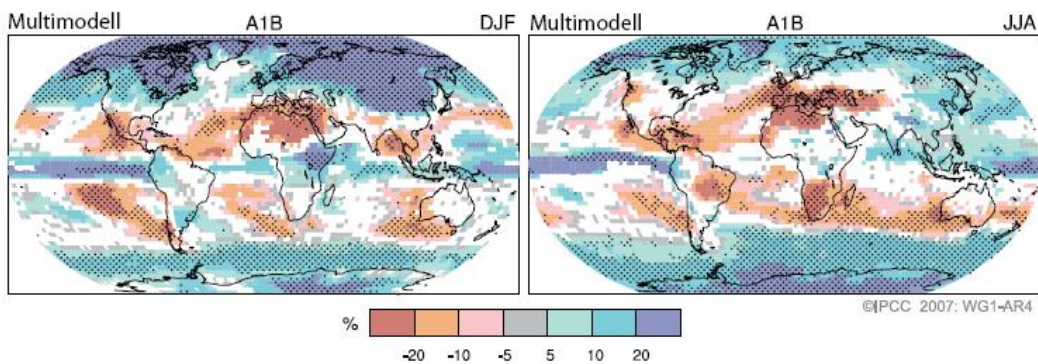 Multimodell A1B DJF
Multimodell A1B JJA
©IPCC 2007: WG1-AR4
%
-20 -10 -5 5 10 20